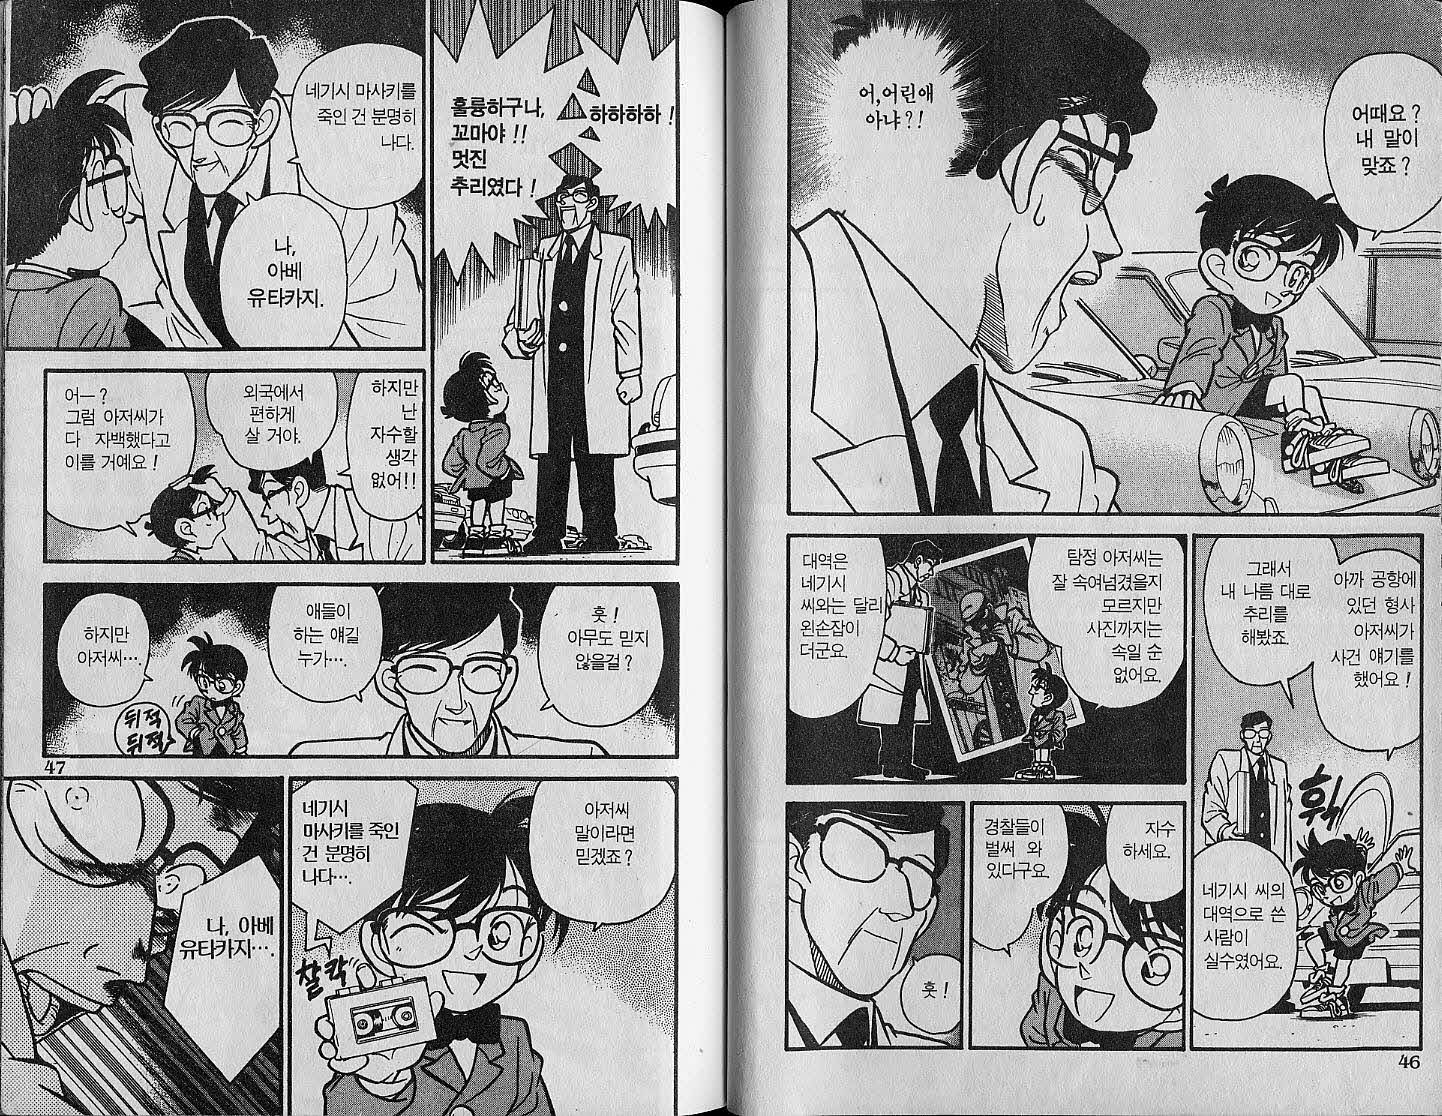 어때요?
내 말이
맞죠?
어,어린애
아냐?!
아까 공항에
있던 형사
아저씨가
사건 얘기를
했어요!
그래서
내 나름 대로
추리를
해봤죠.
휘
네기시 씨의
대역으로 쓴
사람이
실수였어요.
탐정 아저씨는
잘 속여넘겼을지
모르지만
사진까지는
속일 순
없어요.
대역은
네기시
씨와는 달리
왼손잡이
더군요.
자수
하세요.
경찰들이
벌써 와
있다구요.
훗!
46
하하하하!
훌륭하구나,
꼬마야!!
멋진
추리였다!
네기시 마사키를
죽인 건 분명히
나다.
나,
아베
유타카지.
하지만
난
자수할
생각
없어!!
외국에서
편하게
살 거야.
어—?
그럼 아저씨가
다 자백했다고
이를 거예요!
훗!
아무도 믿지
않을걸?
애들이
하는 얘길
누가….
하지만
아저씨….
뒤적
뒤적
아저씨
말이라면
믿겠죠?
네기시
마사키를 죽인
건 분명히
나다….
찰칵
나, 아베
유타카지….
47